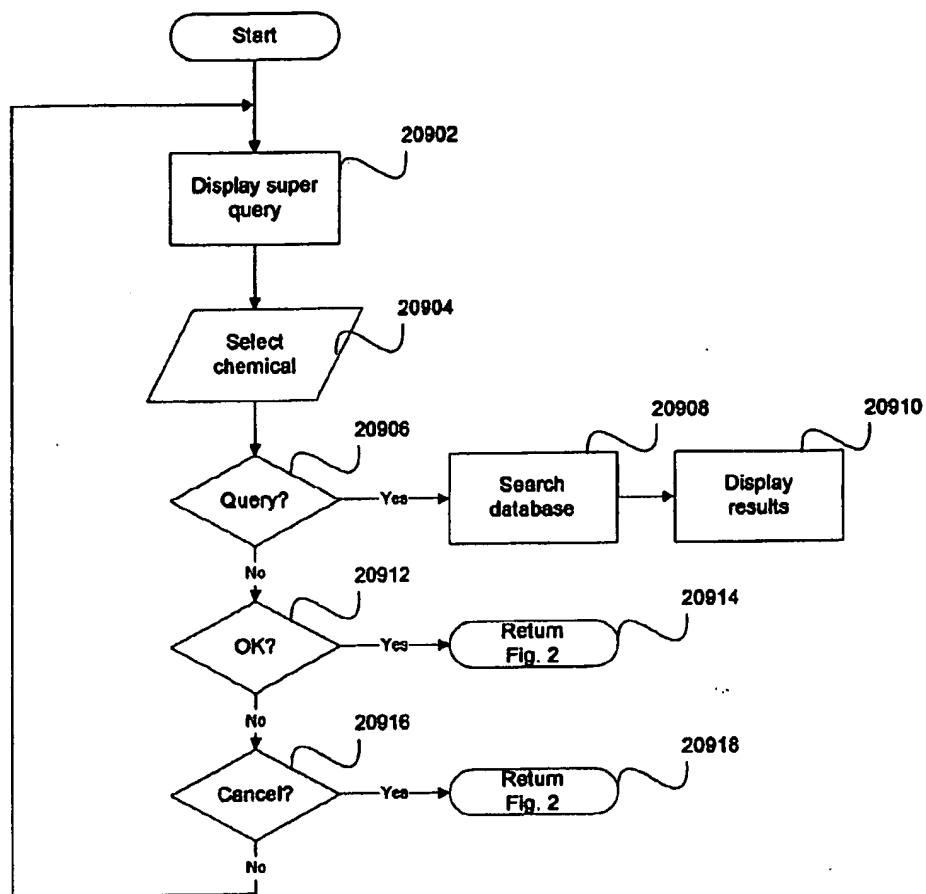 Start
20902
Display super
query
20904
Select
chemical
20906
Query?
Yes
20908
Search
database
20910
Display
results
No
20912
OK?
Yes
20914
Return
Fig. 2
No
20916
Cancel?
Yes
20918
Return
Fig. 2
No